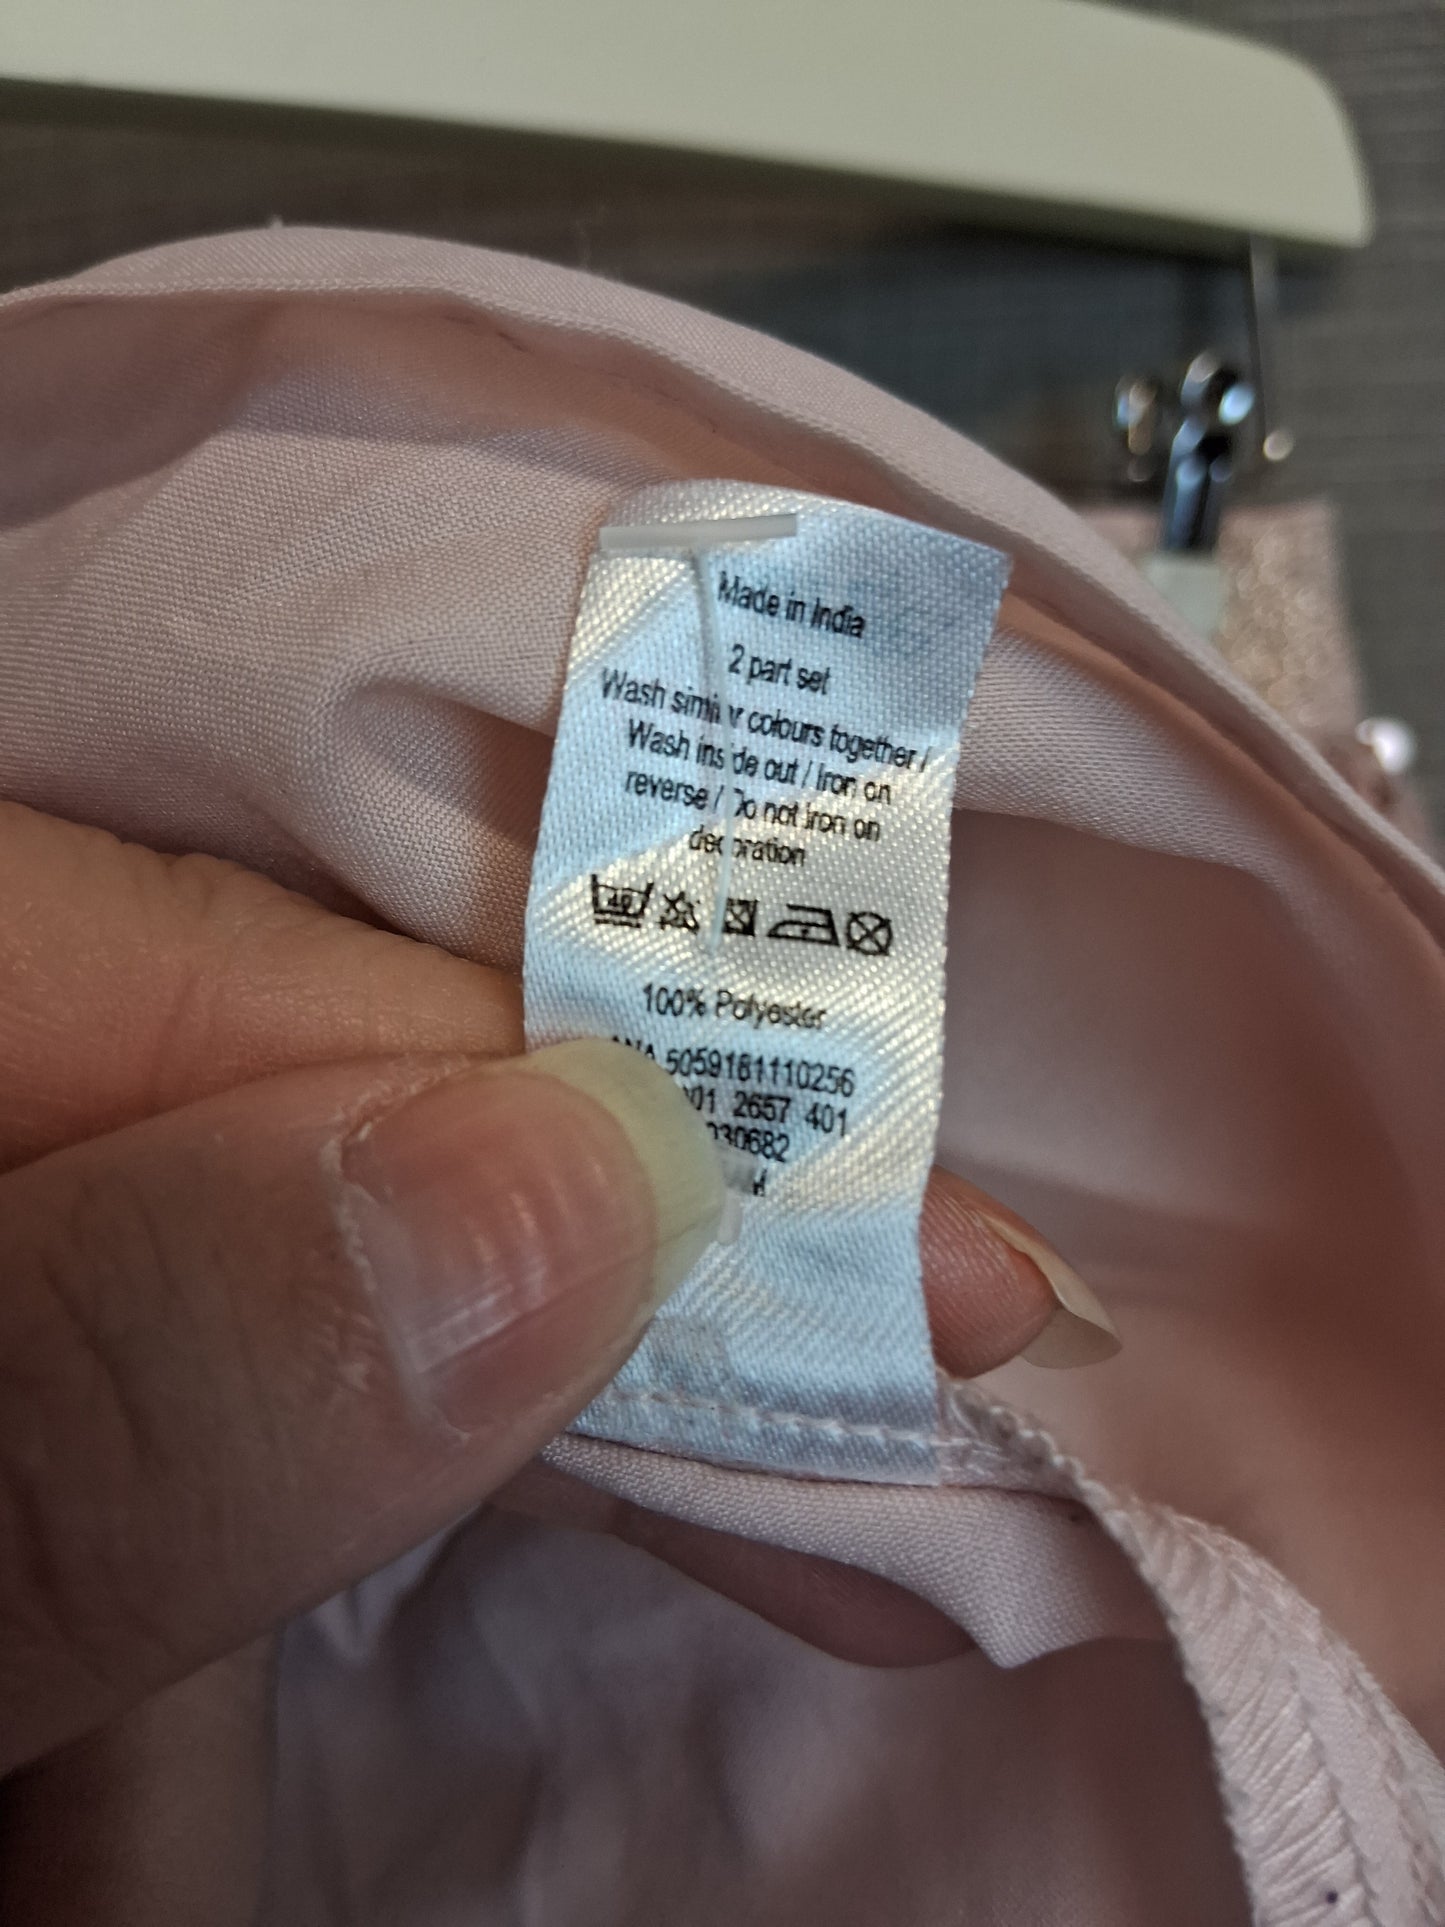 Made in India
2 part set
Wash similar colours together /
Wash inside out / Iron on
reverse / Do not iron on
decoration
40
100% Polyester
5059181110256
2657 401